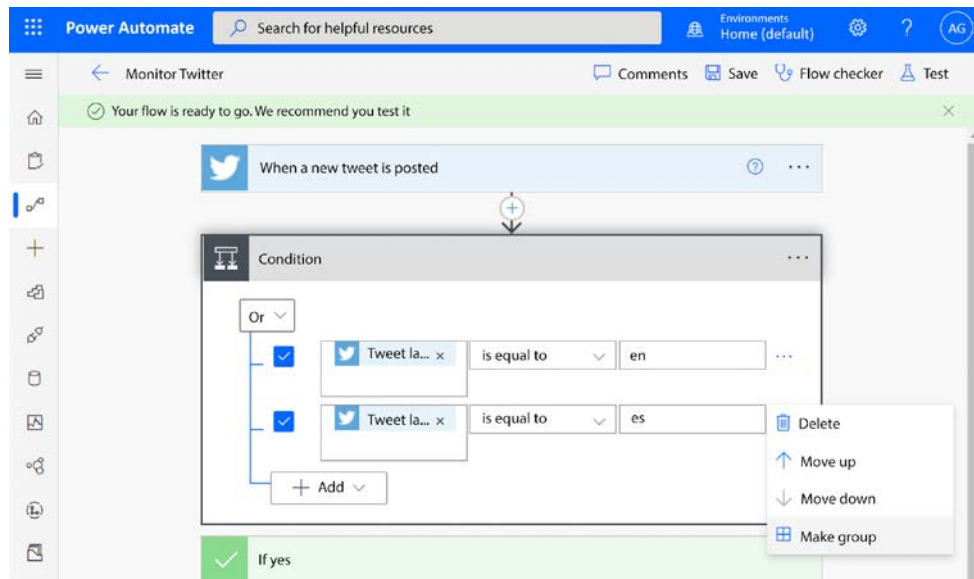 Power Automate
Search for helpful resources
Environments
Home (default)
?
AG
Monitor Twitter
Comments
Save
Flow checker
Test
Your flow is ready to go. We recommend you test it
When a new tweet is posted
?
...
+
Condition
...
Or
Tweet la... × is equal to en
...
Tweet la... × is equal to es
Delete
Move up
+ Add
Move down
Make group
If yes